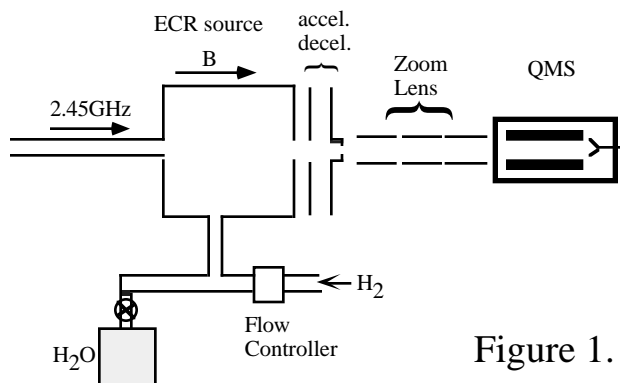 ECR source
accel.
decel.
B
Zoom
Lens
QMS
2.45GHz
H2
Flow
Controller
H2O
Figure 1.